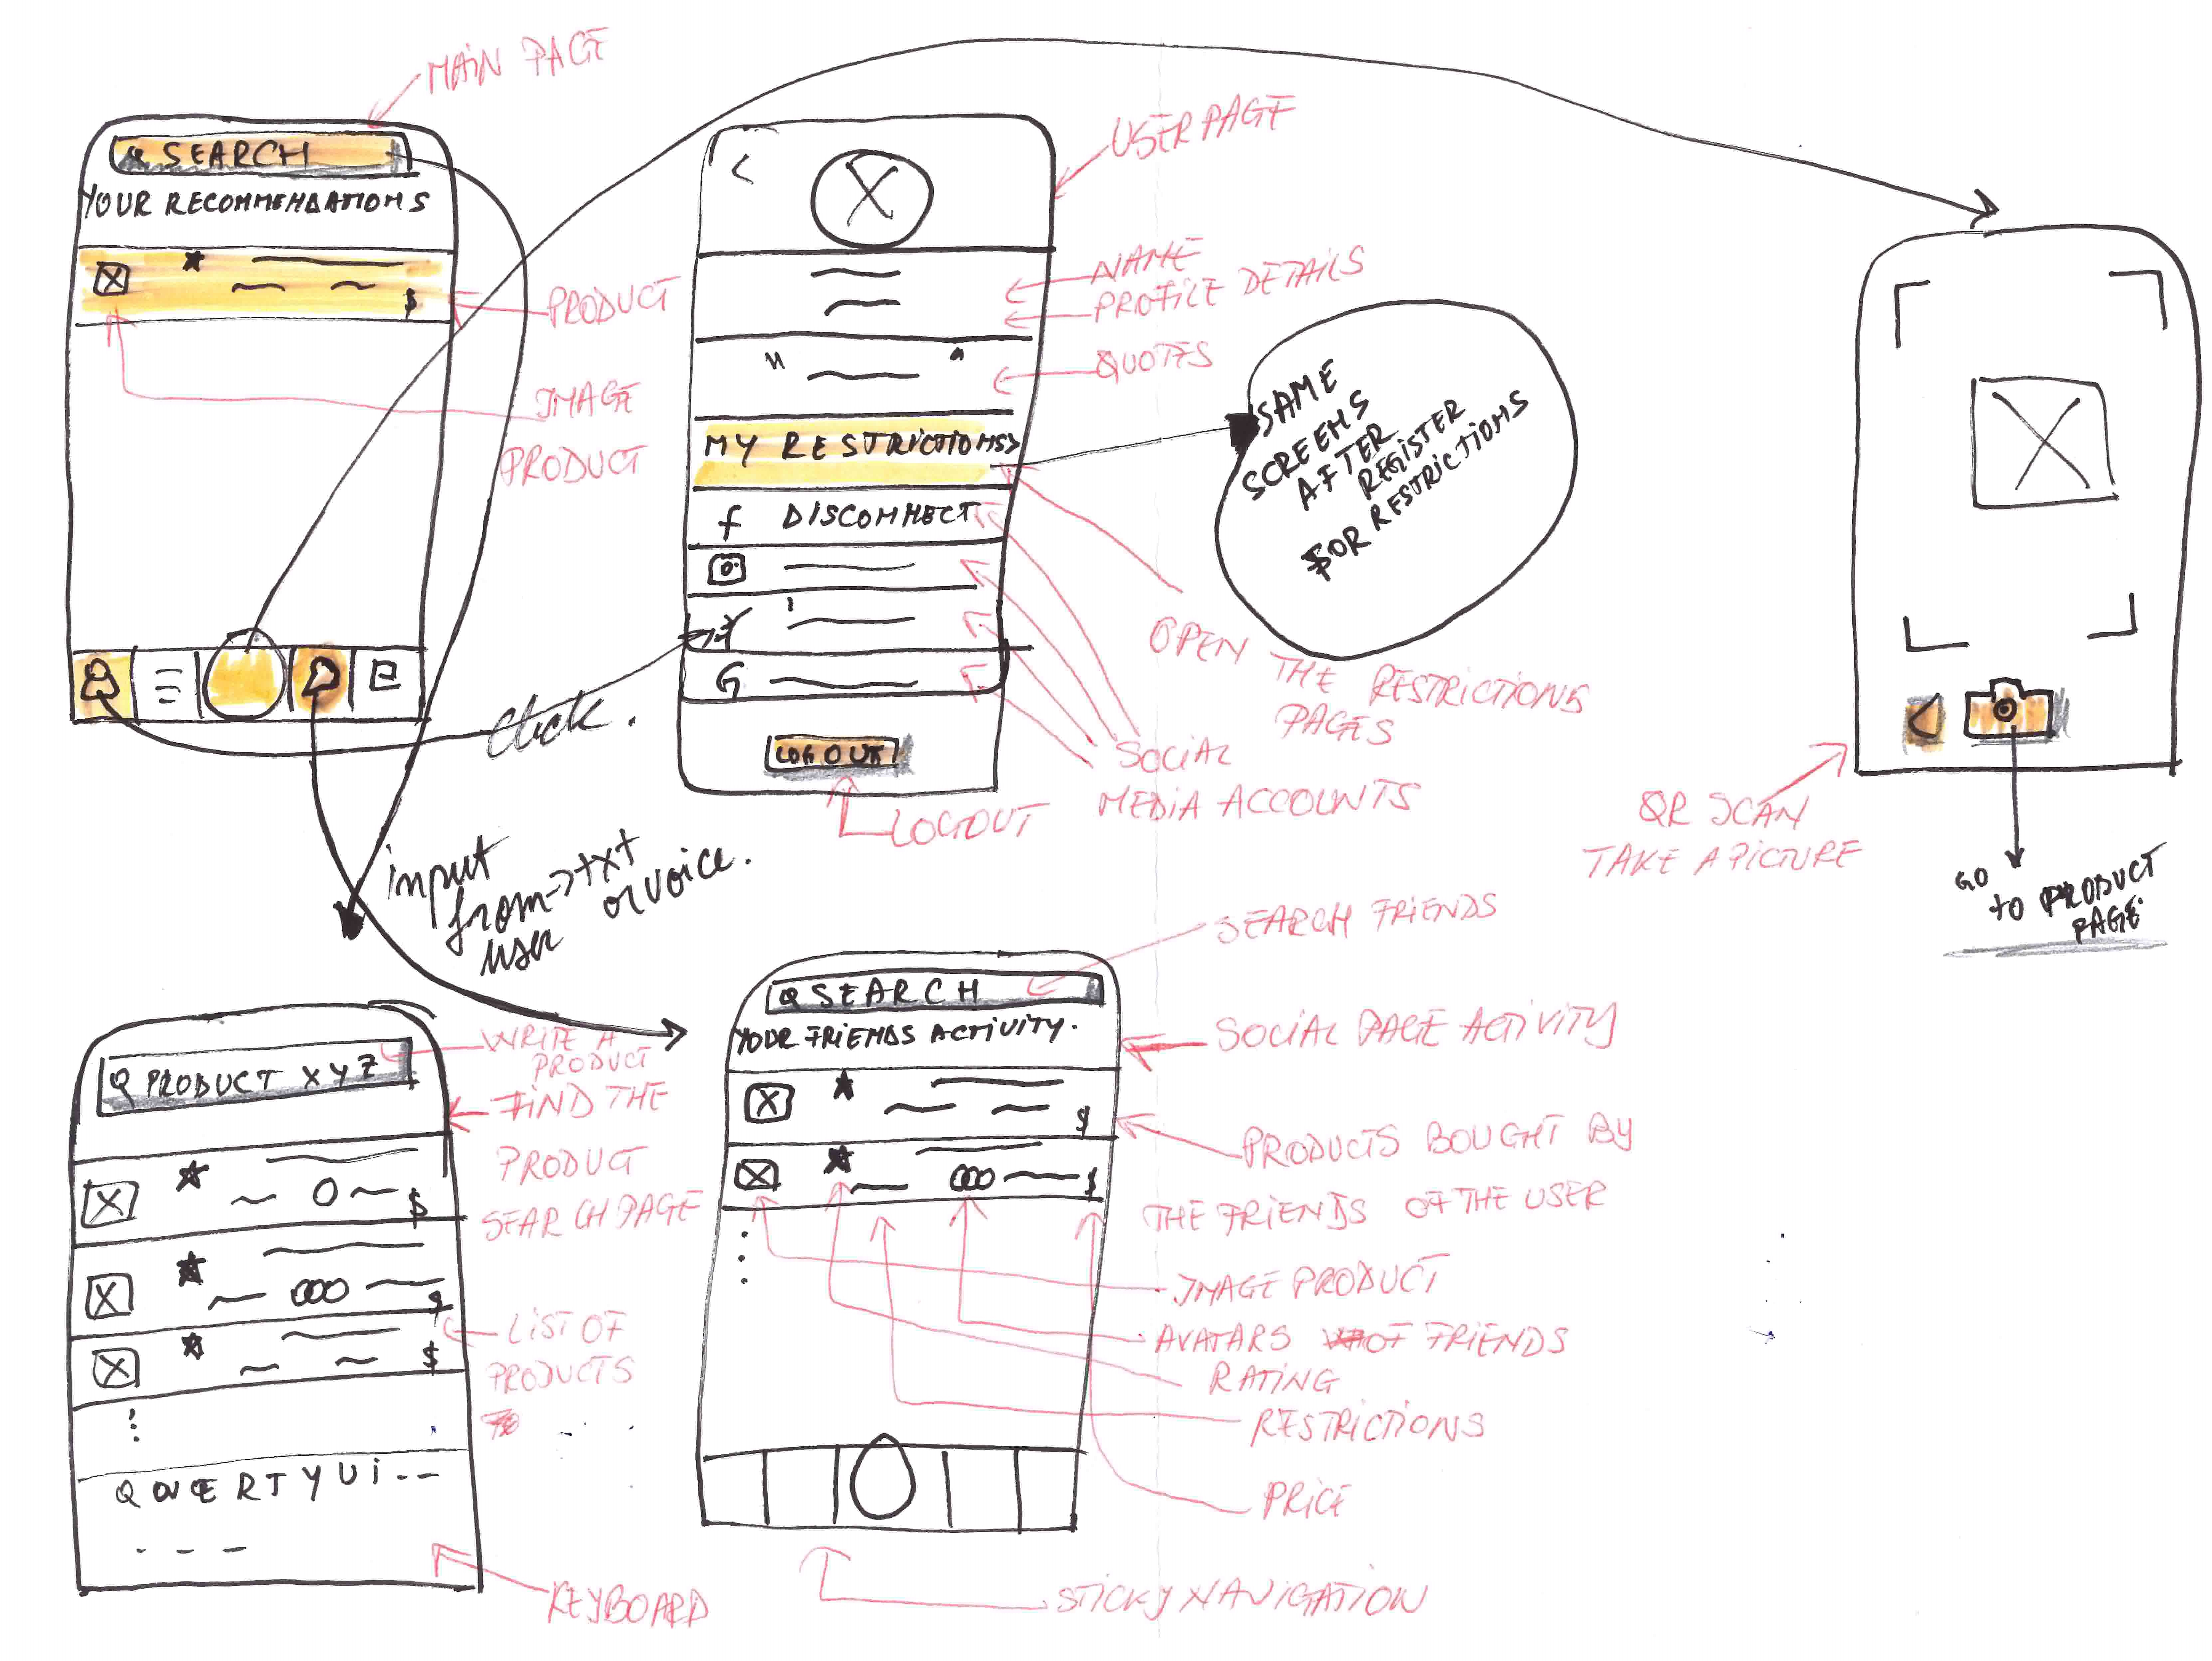 MAIN PAGE
SEARCH
YOUR RECOMMENDATIONS
$
PRODUCT
IMAGE
PRODUCT
click.
USER PAGE
<
X
NAME
PROFILE DETAILS
" "
QUOTES
MY RESTRICTIONS>
f DISCONNECT
G
LOGOUT
LOGOUT
SAME
SCREENS
AFTER
REGISTER
FOR RESTRICTIONS
OPEN
THE RESTRICTIONS
PAGES
SOCIAL
MEDIA ACCOUNTS
QR SCAN
TAKE A PICTURE
GO
to PRODUCT
PAGE
input
from → txt
user or voice.
Q PRODUCT XYZ
WRITE A
PRODUCT
FIND THE
PRODUCT
SEARCH PAGE
$
$
$
LIST OF
PRODUCTS
QWERTYUi--
---
KEYBOARD
SEARCH FRIENDS
Q SEARCH
YOUR FRIENDS ACTIVITY.
SOCIAL PAGE ACTIVITY
$
PRODUCTS BOUGHT BY
THE FRIENDS OF THE USER
$
IMAGE PRODUCT
AVATARS OF FRIENDS
RATING
RESTRICTIONS
PRICE
STICKY NAVIGATION